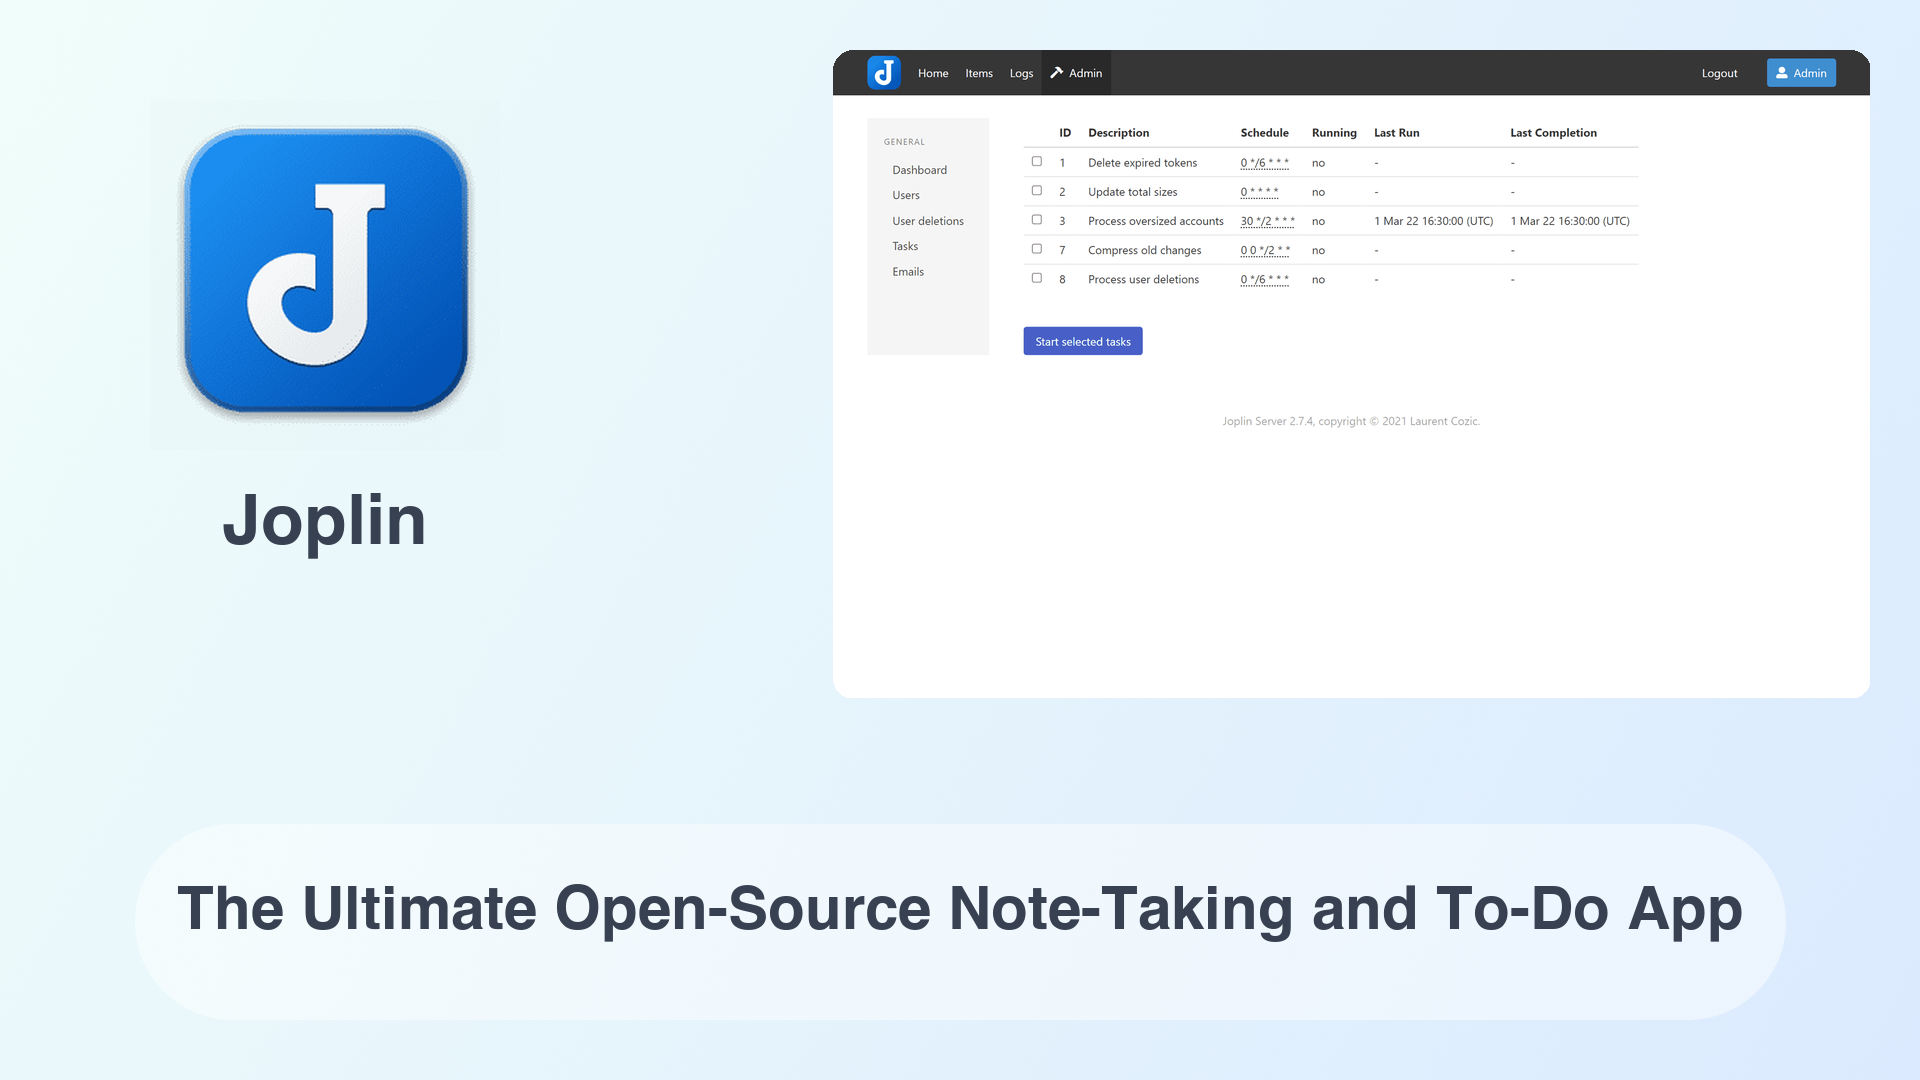 Joplin
Home Items Logs Admin Logout Admin
GENERAL
Dashboard
Users
User deletions
Tasks
Emails
ID Description Schedule Running Last Run Last Completion
1 Delete expired tokens 0 */6 * * * no - -
2 Update total sizes 0 * * * * no - -
3 Process oversized accounts 30 */2 * * * no 1 Mar 22 16:30:00 (UTC) 1 Mar 22 16:30:00 (UTC)
7 Compress old changes 0 0 */2 * * no - -
8 Process user deletions 0 */6 * * * no - -
Start selected tasks
Joplin Server 2.7.4, copyright © 2021 Laurent Cozic.
The Ultimate Open-Source Note-Taking and To-Do App